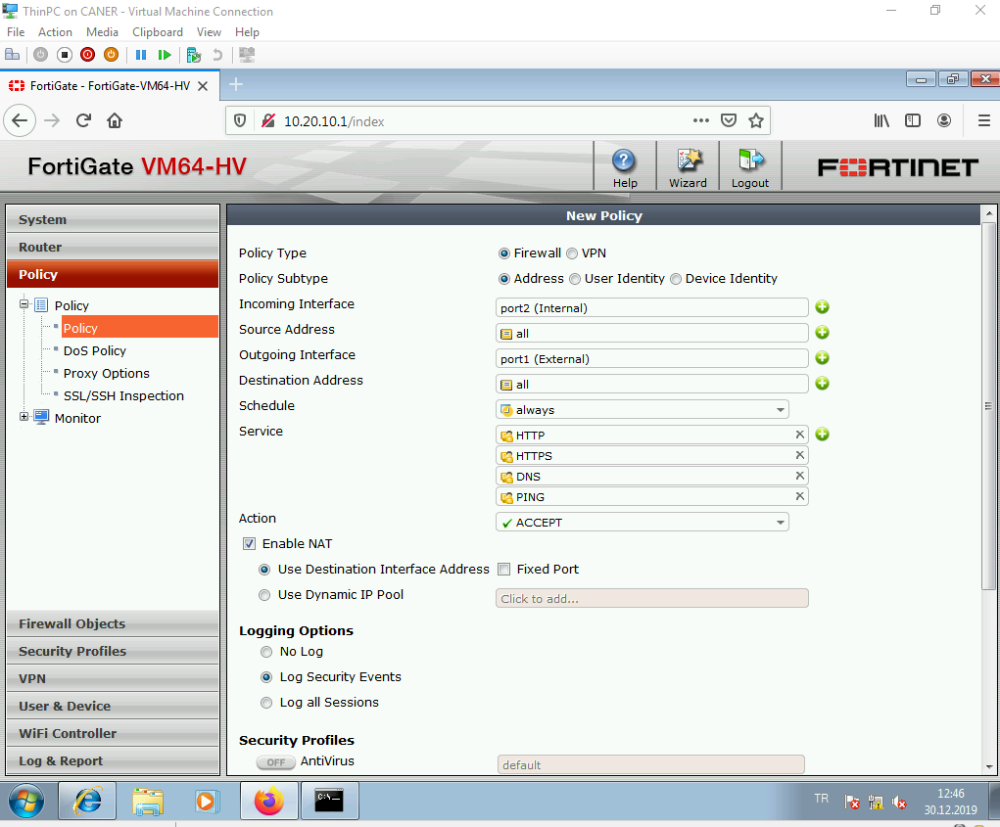 ThinPC on CANER - Virtual Machine Connection
File Action Media Clipboard View Help
FortiGate - FortiGate-VM64-HV
10.20.10.1/index
FortiGate VM64-HV
Help Wizard Logout
FORTINET
System
Router
Policy
Policy
Policy
DoS Policy
Proxy Options
SSL/SSH Inspection
Monitor
Firewall Objects
Security Profiles
VPN
User & Device
WiFi Controller
Log & Report
New Policy
Policy Type Firewall VPN
Policy Subtype Address User Identity Device Identity
Incoming Interface port2 (Internal)
Source Address all
Outgoing Interface port1 (External)
Destination Address all
Schedule always
Service HTTP
HTTPS
DNS
PING
Action ACCEPT
Enable NAT
Use Destination Interface Address Fixed Port
Use Dynamic IP Pool Click to add...
Logging Options
No Log
Log Security Events
Log all Sessions
Security Profiles
OFF AntiVirus default
C:\-
TR
12:46
30.12.2019